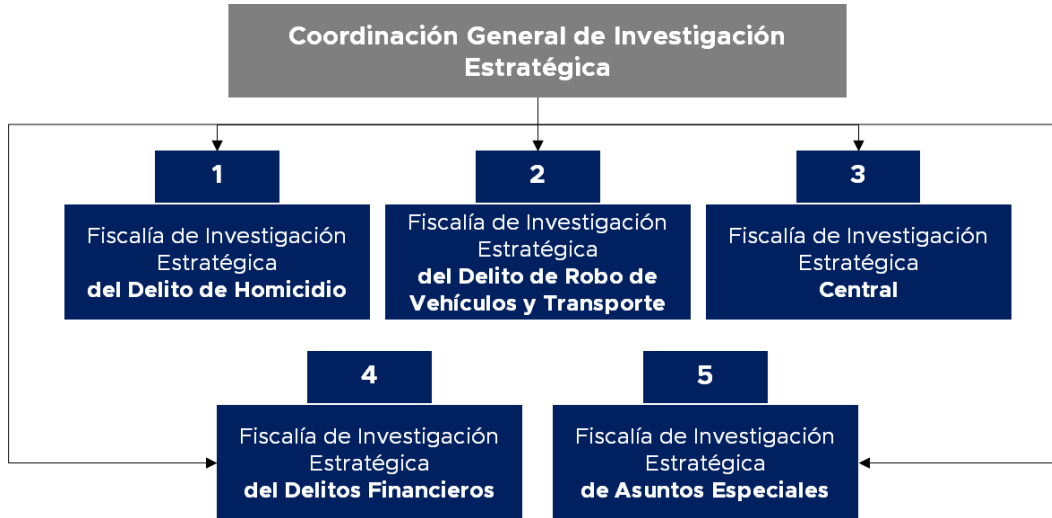 Coordinación General de Investigación
Estratégica
1
Fiscalía de Investigación
Estratégica
del Delito de Homicidio
2
Fiscalía de Investigación
Estratégica
del Delito de Robo de
Vehículos y Transporte
3
Fiscalía de Investigación
Estratégica
Central
4
Fiscalía de Investigación
Estratégica
del Delitos Financieros
5
Fiscalía de Investigación
Estratégica
de Asuntos Especiales